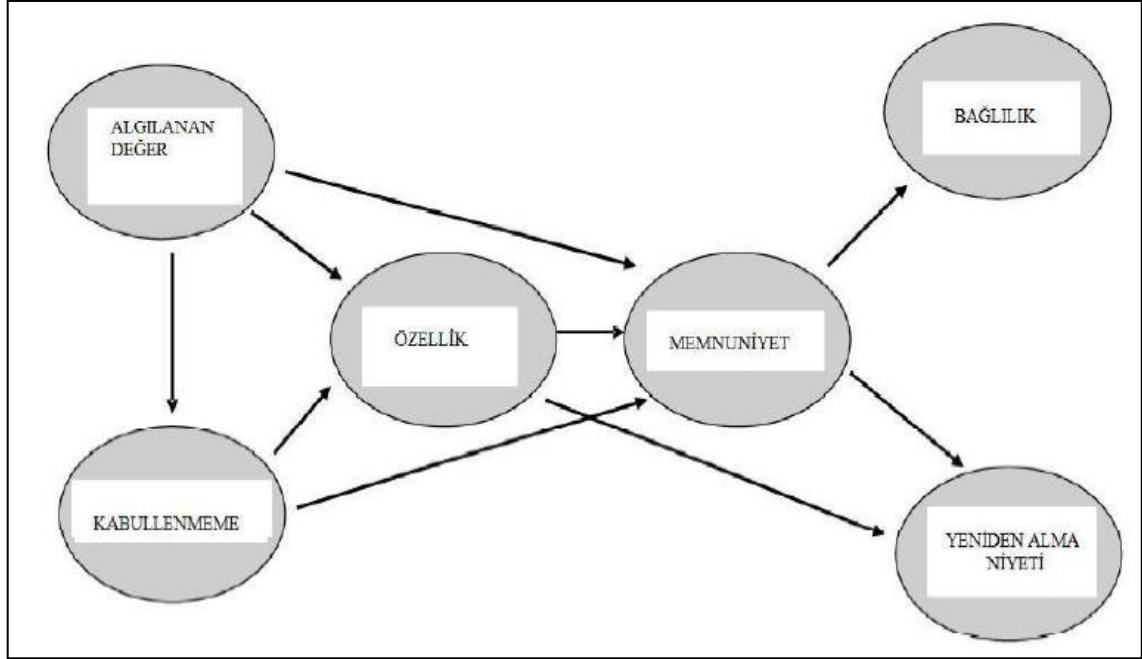 ALGILANAN
DEĞER
BAĞLILIK
ÖZELLİK
MEMNUNİYET
KABULLENMEME
YENİDEN ALMA
NİYETİ